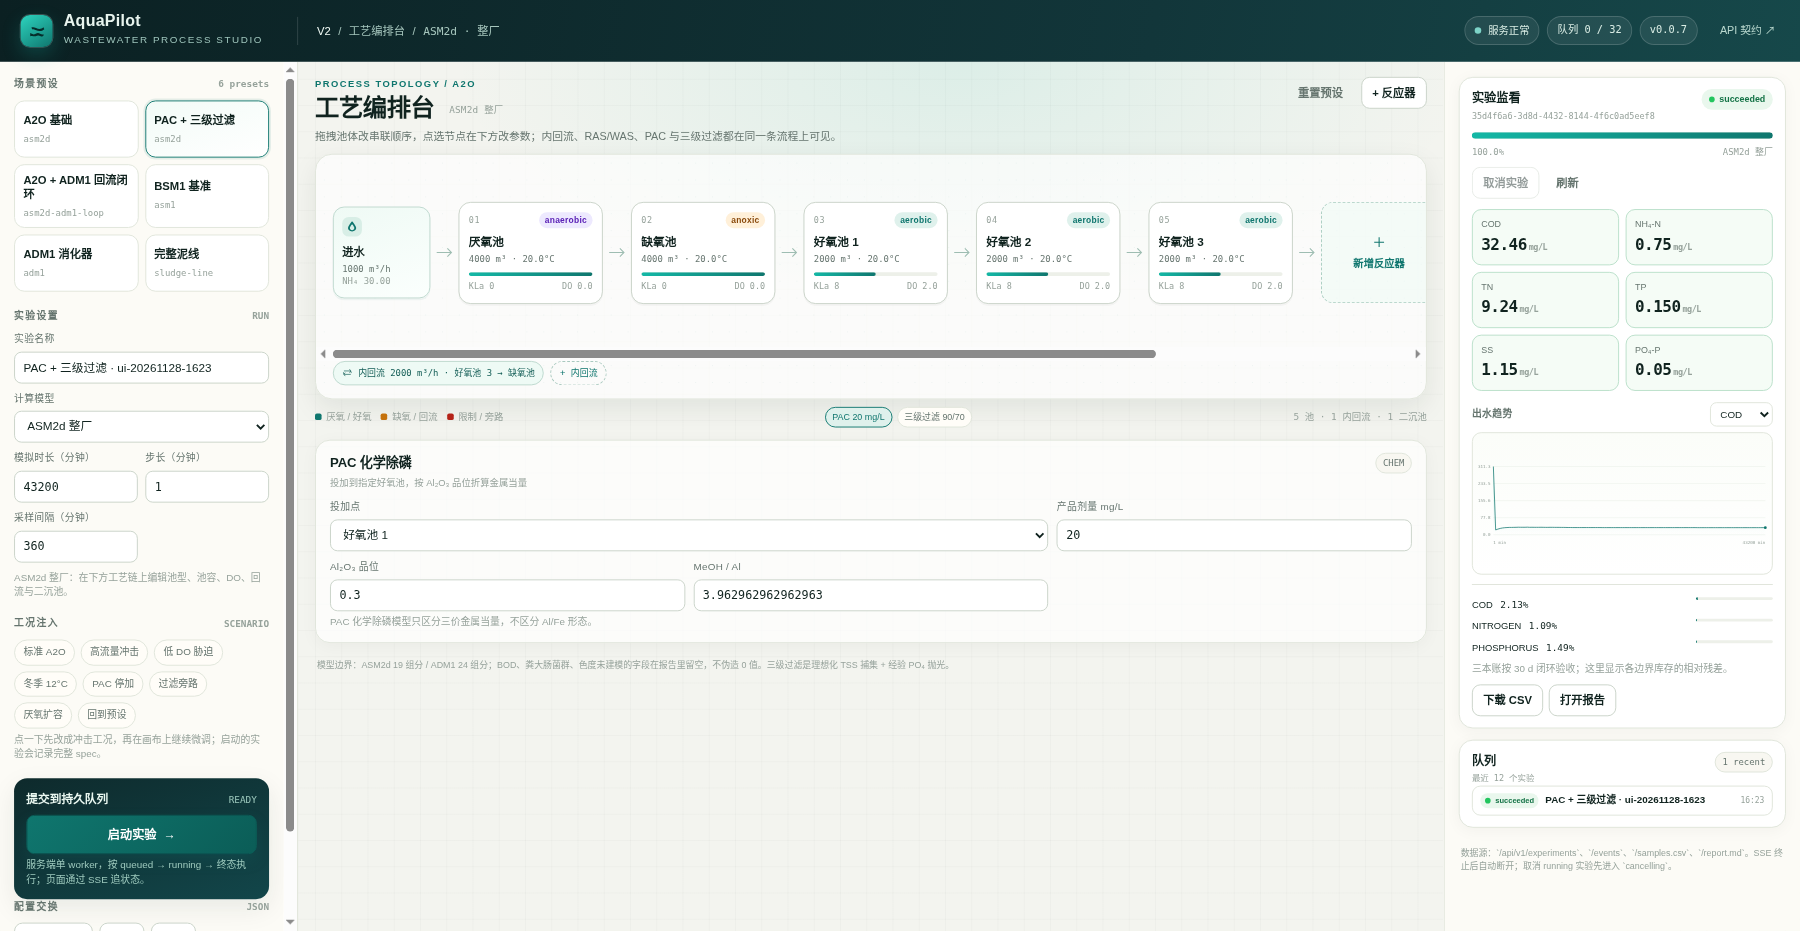 AquaPilot
WASTEWATER PROCESS STUDIO
V2 / 工艺编排台 / ASM2d · 整厂
服务正常
队列 0 / 32
v0.0.7
API 契约 ↗
场景预设
6 presets
A2O 基础
asm2d
PAC + 三级过滤
asm2d
A2O + ADM1 回流闭
环
asm2d-adm1-loop
BSM1 基准
asm1
ADM1 消化器
adm1
完整泥线
sludge-line
实验设置
RUN
实验名称
PAC + 三级过滤 · ui-20261128-1623
计算模型
ASM2d 整厂
模拟时长（分钟）
步长（分钟）
43200
1
采样间隔（分钟）
360
ASM2d 整厂：在下方工艺链上编辑池型、池容、DO、回
流与二沉池。
工况注入
SCENARIO
标准 A2O
高流量冲击
低 DO 胁迫
冬季 12°C
PAC 停加
过滤旁路
厌氧扩容
回到预设
点一下先改成冲击工况，再在画布上继续微调；启动的实
验会记录完整 spec。
提交到持久队列
READY
启动实验 →
服务端单 worker，按 queued → running → 终态执
行；页面通过 SSE 追状态。
配置交换
JSON
PROCESS TOPOLOGY / A2O
工艺编排台
ASM2d 整厂
重置预设
+ 反应器
拖拽池体改串联顺序，点选节点在下方改参数；内回流、RAS/WAS、PAC 与三级过滤都在同一条流程上可见。
进水
1000 m³/h
NH₄ 30.00
01
anaerobic
厌氧池
4000 m³ · 20.0°C
KLa 0
DO 0.0
02
anoxic
缺氧池
4000 m³ · 20.0°C
KLa 0
DO 0.0
03
aerobic
好氧池 1
2000 m³ · 20.0°C
KLa 8
DO 2.0
04
aerobic
好氧池 2
2000 m³ · 20.0°C
KLa 8
DO 2.0
05
aerobic
好氧池 3
2000 m³ · 20.0°C
KLa 8
DO 2.0
+
新增反应器
内回流 2000 m³/h · 好氧池 3 → 缺氧池
+ 内回流
厌氧 / 好氧
缺氧 / 回流
限制 / 旁路
PAC 20 mg/L
三级过滤 90/70
5 池 · 1 内回流 · 1 二沉池
PAC 化学除磷
CHEM
投加到指定好氧池，按 Al₂O₃ 品位折算金属当量
投加点
产品剂量 mg/L
好氧池 1
20
Al₂O₃ 品位
MeOH / Al
0.3
3.962962962962963
PAC 化学除磷模型只区分三价金属当量，不区分 Al/Fe 形态。
模型边界：ASM2d 19 组分 / ADM1 24 组分；BOD、粪大肠菌群、色度未建模的字段在报告里留空，不伪造 0 值。三级过滤是理想化 TSS 捕集 + 经验 PO₄ 抛光。
实验监看
succeeded
35d4f6a6-3d8d-4432-8144-4f6c0ad5eef8
100.0%
ASM2d 整厂
取消实验
刷新
COD
32.46 mg/L
NH₄-N
0.75 mg/L
TN
9.24 mg/L
TP
0.150 mg/L
SS
1.15 mg/L
PO₄-P
0.05 mg/L
出水趋势
COD
COD 2.13%
NITROGEN 1.09%
PHOSPHORUS 1.49%
三本账按 30 d 闭环验收；这里显示各边界库存的相对残差。
下载 CSV
打开报告
队列
1 recent
最近 12 个实验
succeeded
PAC + 三级过滤 · ui-20261128-1623
16:23
数据源：`/api/v1/experiments`、`/events`、`/samples.csv`、`/report.md`。SSE 终
止后自动断开；取消 running 实验先进入 `cancelling`。